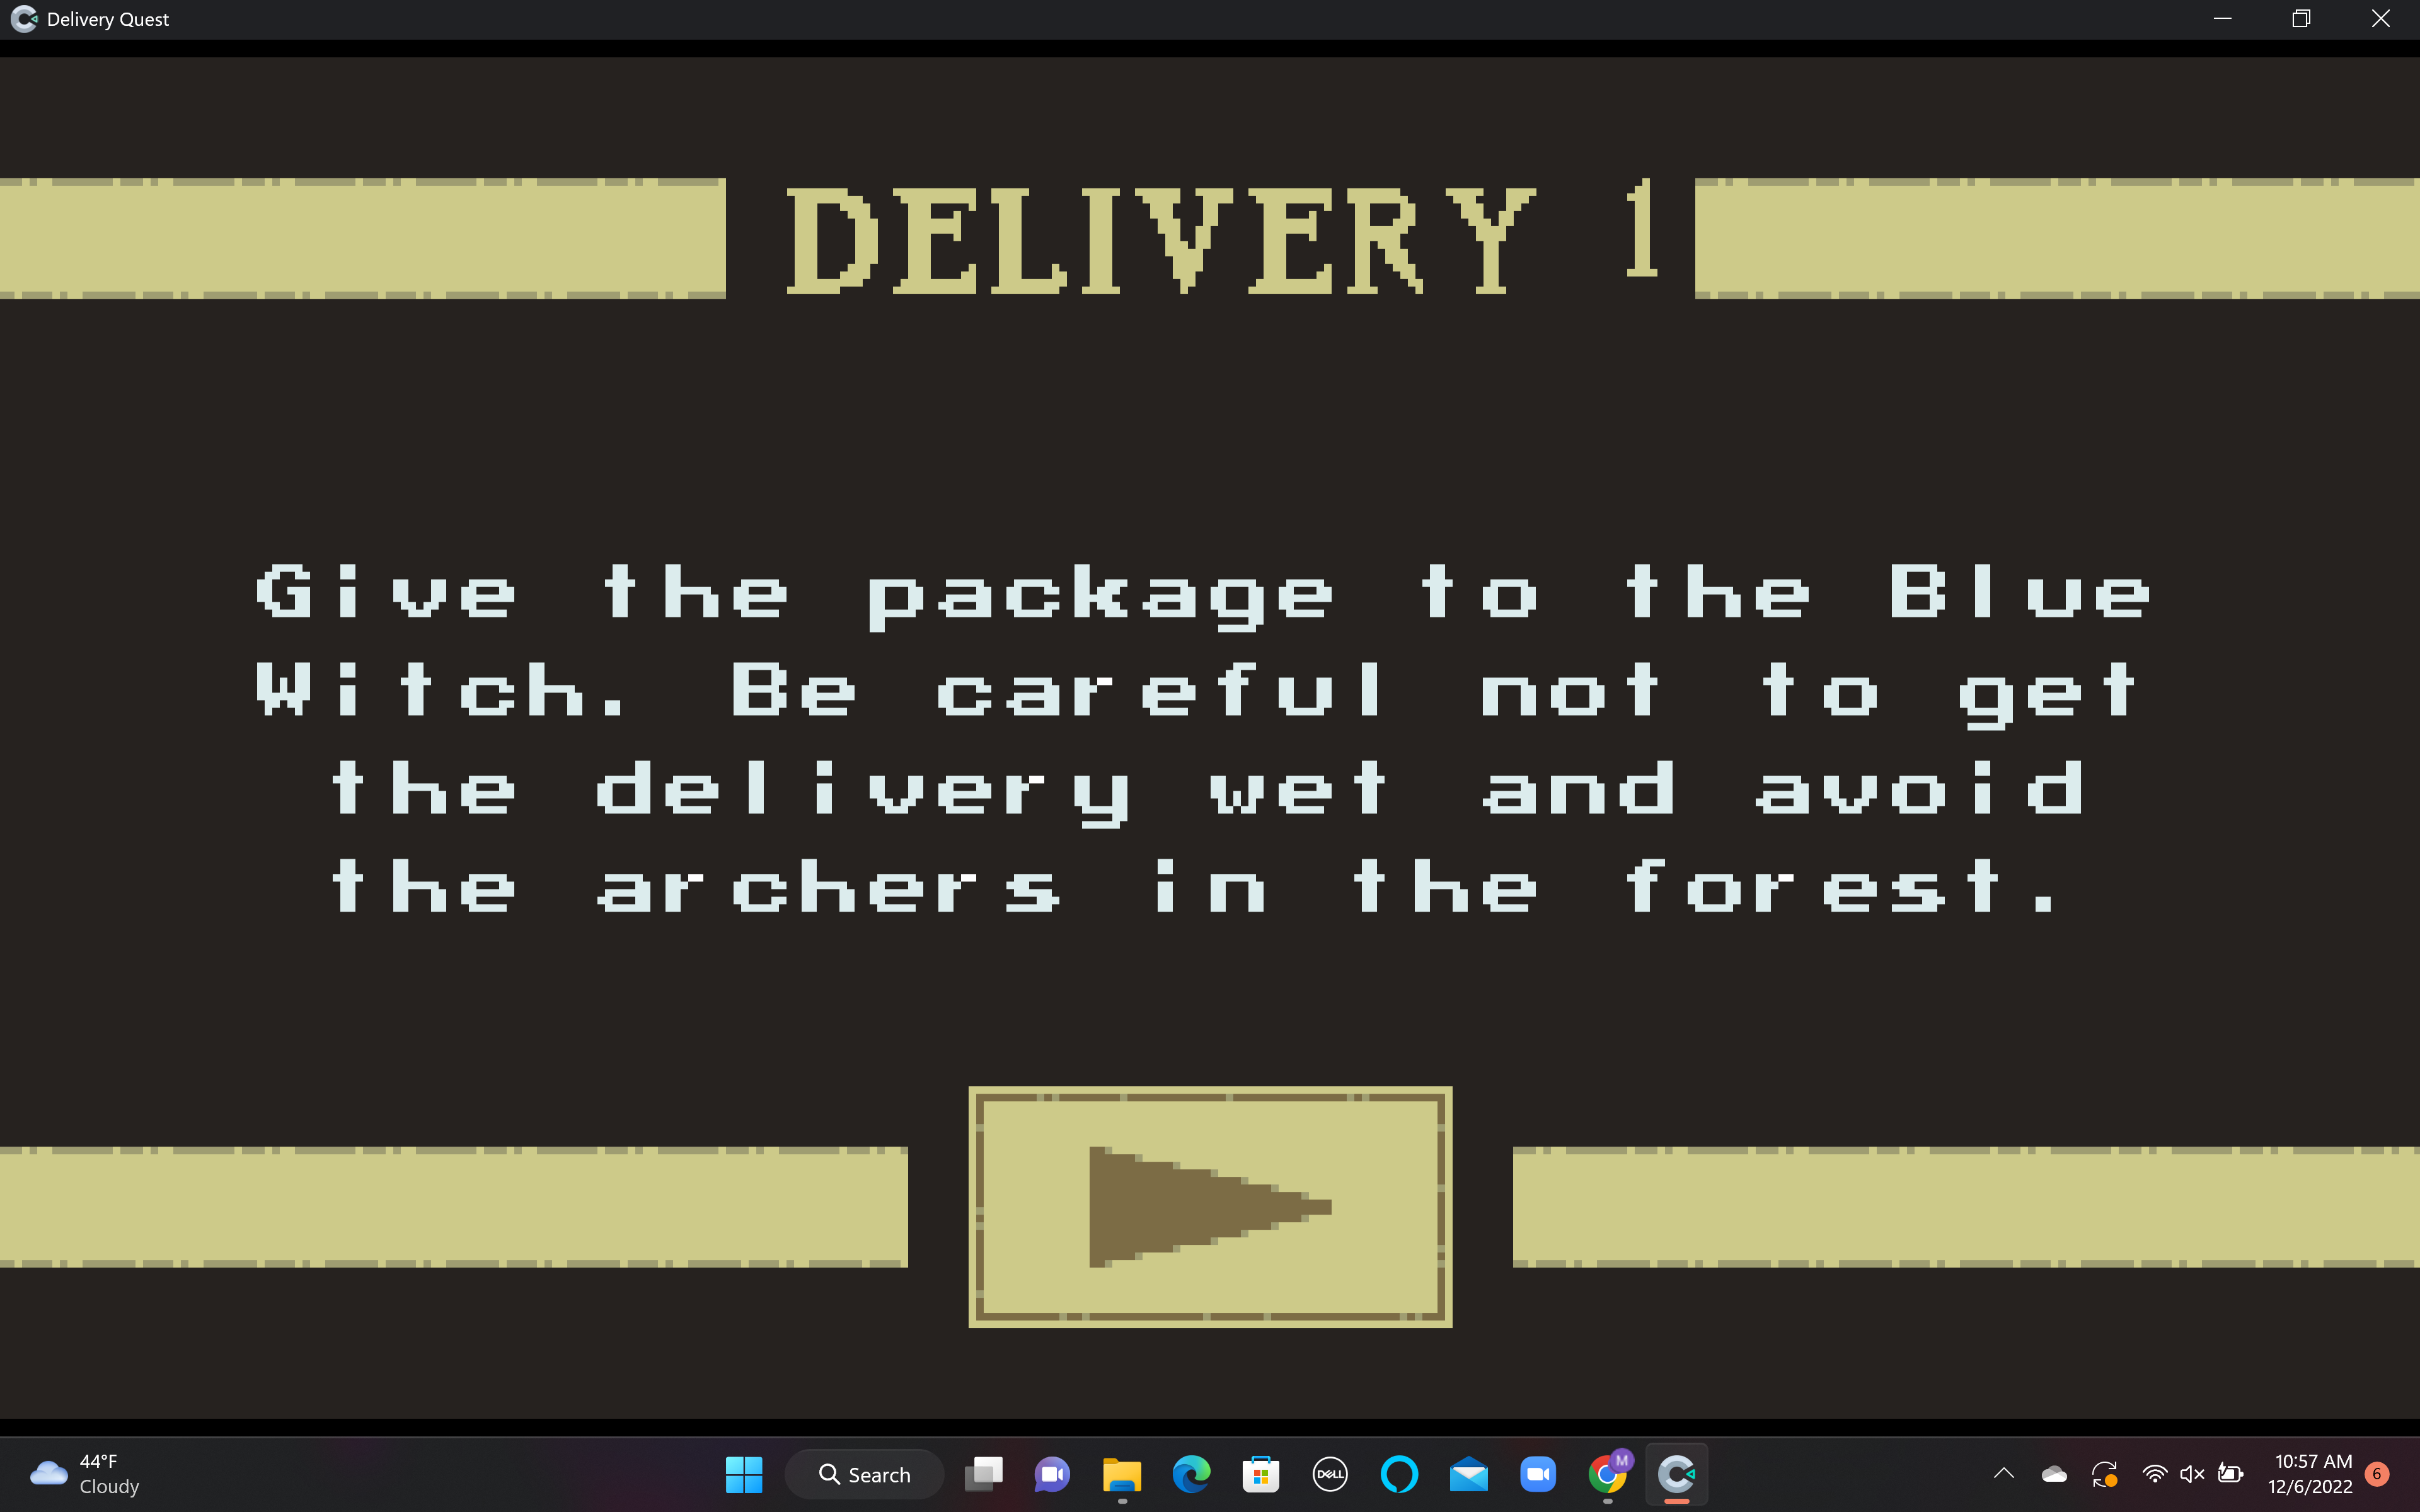 Delivery Quest
DELIVERY 1
Give the package to the Blue
Witch. Be careful not to get
the delivery wet and avoid
the archers in the forest.
44°F
Cloudy
Search
DELL
M
10:57 AM
12/6/2022
6